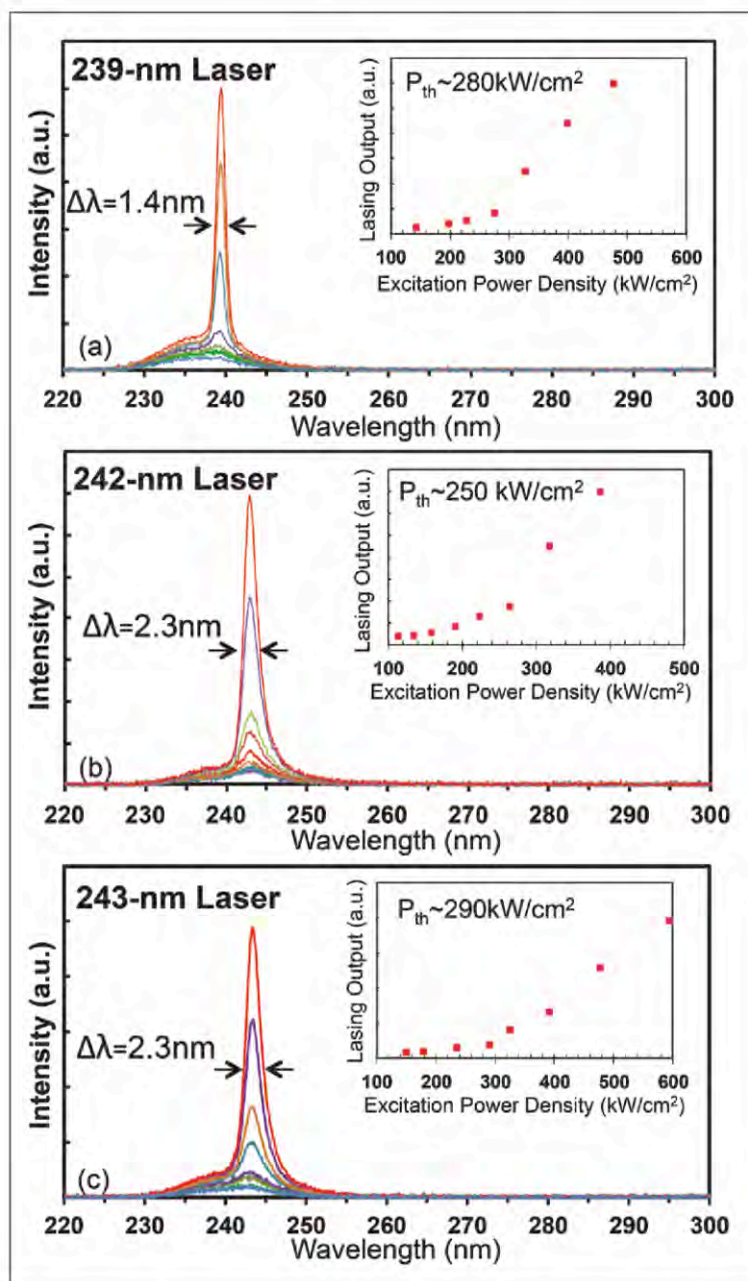 239-nm Laser
P_th~280kW/cm²
Δλ=1.4nm
Intensity (a.u.)
Lasing Output (a.u.)
100 200 300 400 500 600
Excitation Power Density (kW/cm²)
(a)
220 230 240 250 260 270 280 290 300
Wavelength (nm)
242-nm Laser
P_th~250 kW/cm²
Δλ=2.3nm
Intensity (a.u.)
Lasing Output (a.u.)
100 200 300 400 500
Excitation Power Density (kW/cm²)
(b)
220 230 240 250 260 270 280 290 300
Wavelength (nm)
243-nm Laser
P_th~290kW/cm²
Δλ=2.3nm
Intensity (a.u.)
Lasing Output (a.u.)
100 200 300 400 500 600
Excitation Power Density (kW/cm²)
(c)
220 230 240 250 260 270 280 290 300
Wavelength (nm)